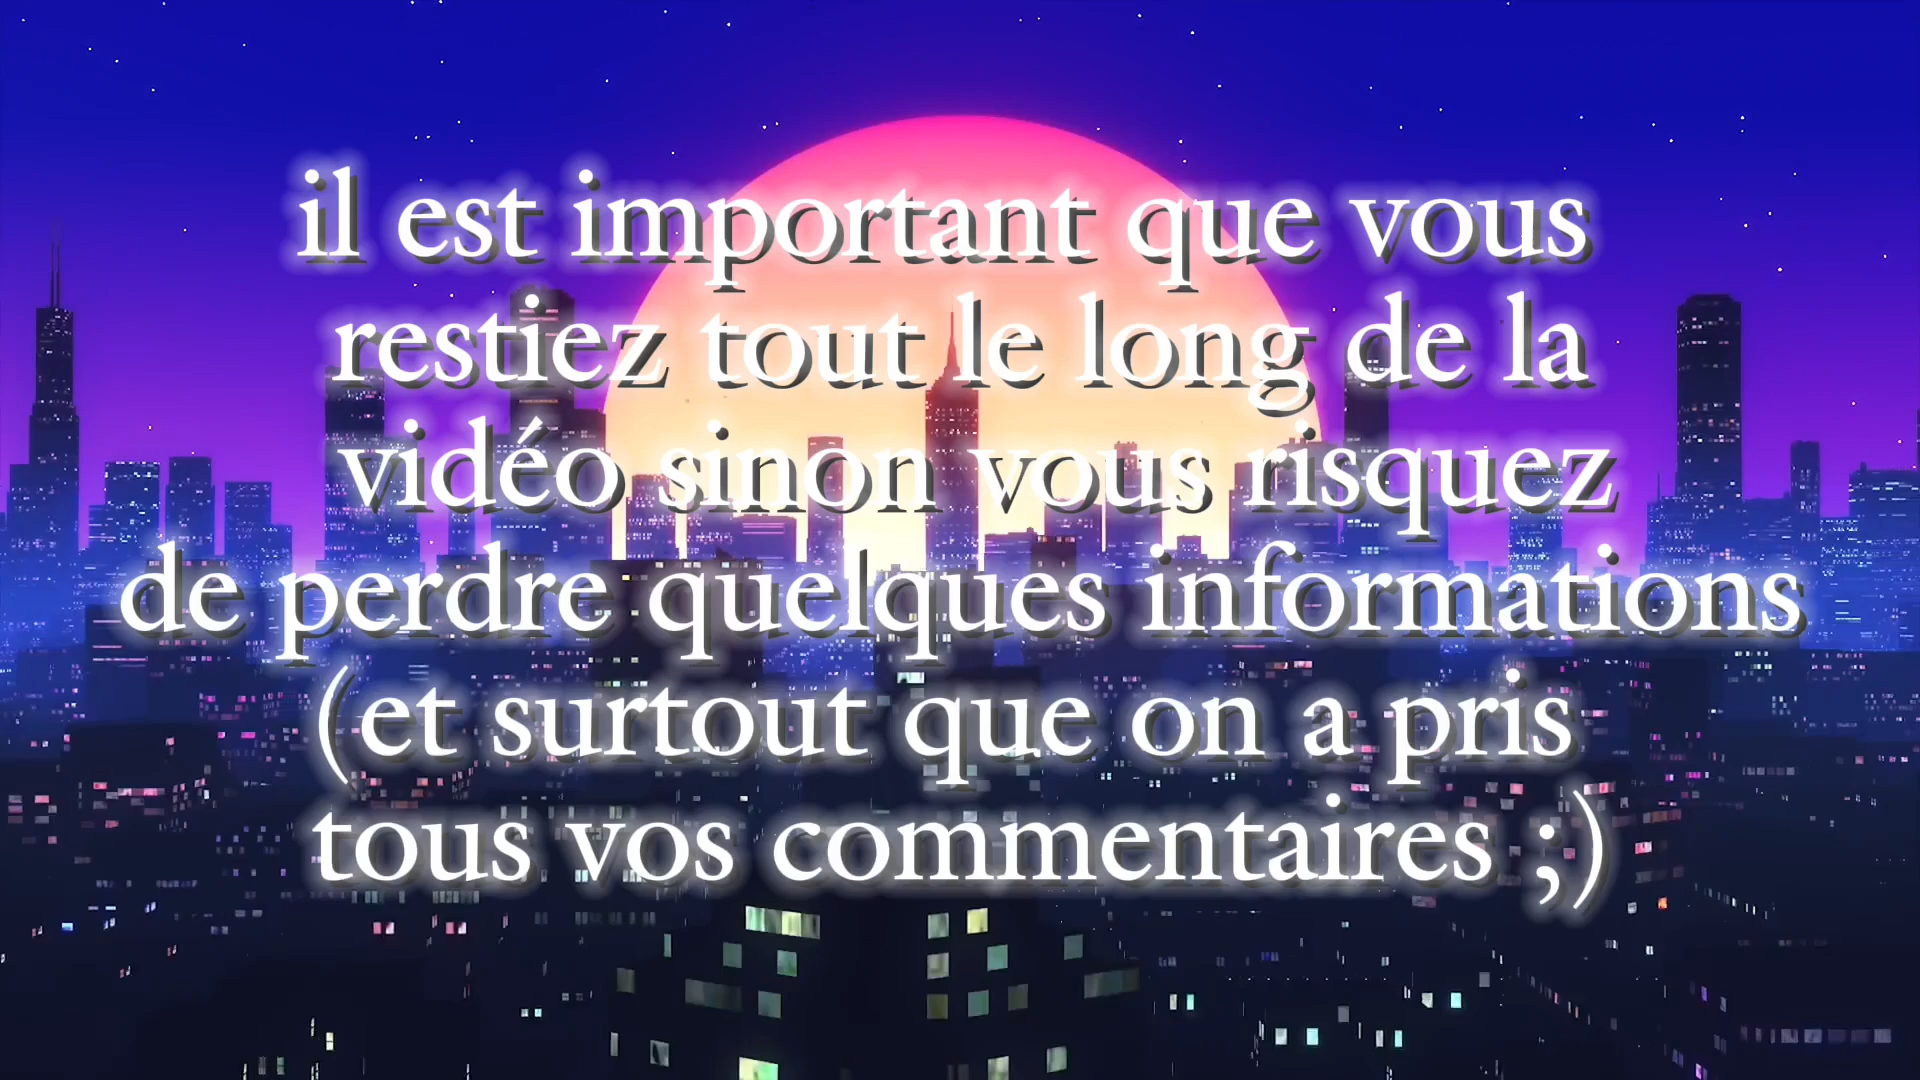 il est important que vous
restiez tout le long de la
vidéo sinon vous risquez
de perdre quelques informations
(et surtout que on a pris
tous vos commentaires ;)